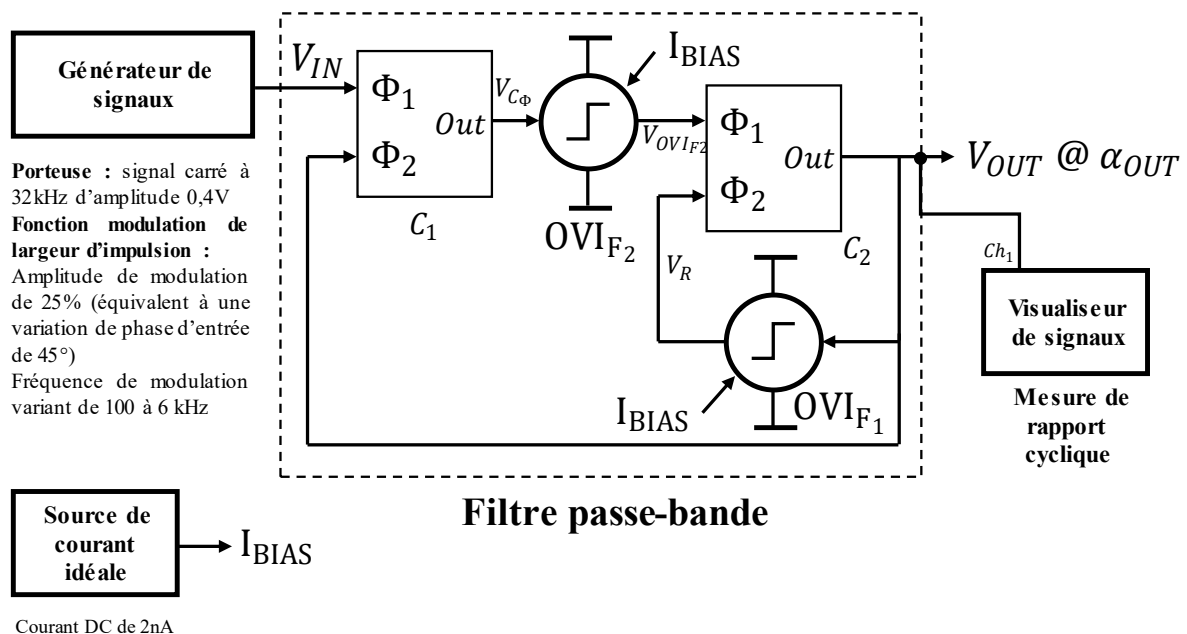 Générateur de
signaux
V_IN
Φ1
Φ2
Out
C1
V_CΦ
I_BIAS
OVI_F2
V_OVI_F2
Φ1
Φ2
Out
C2
V_R
I_BIAS
OVI_F1
V_OUT @ α_OUT
Ch1
Visualiseur
de signaux
Mesure de
rapport
cyclique
Porteuse : signal carré à
32kHz d'amplitude 0,4V
Fonction modulation de
largeur d'impulsion :
Amplitude de modulation
de 25% (équivalent à une
variation de phase d'entrée
de 45°)
Fréquence de modulation
variant de 100 à 6 kHz
Filtre passe-bande
Source de
courant
idéale
I_BIAS
Courant DC de 2nA